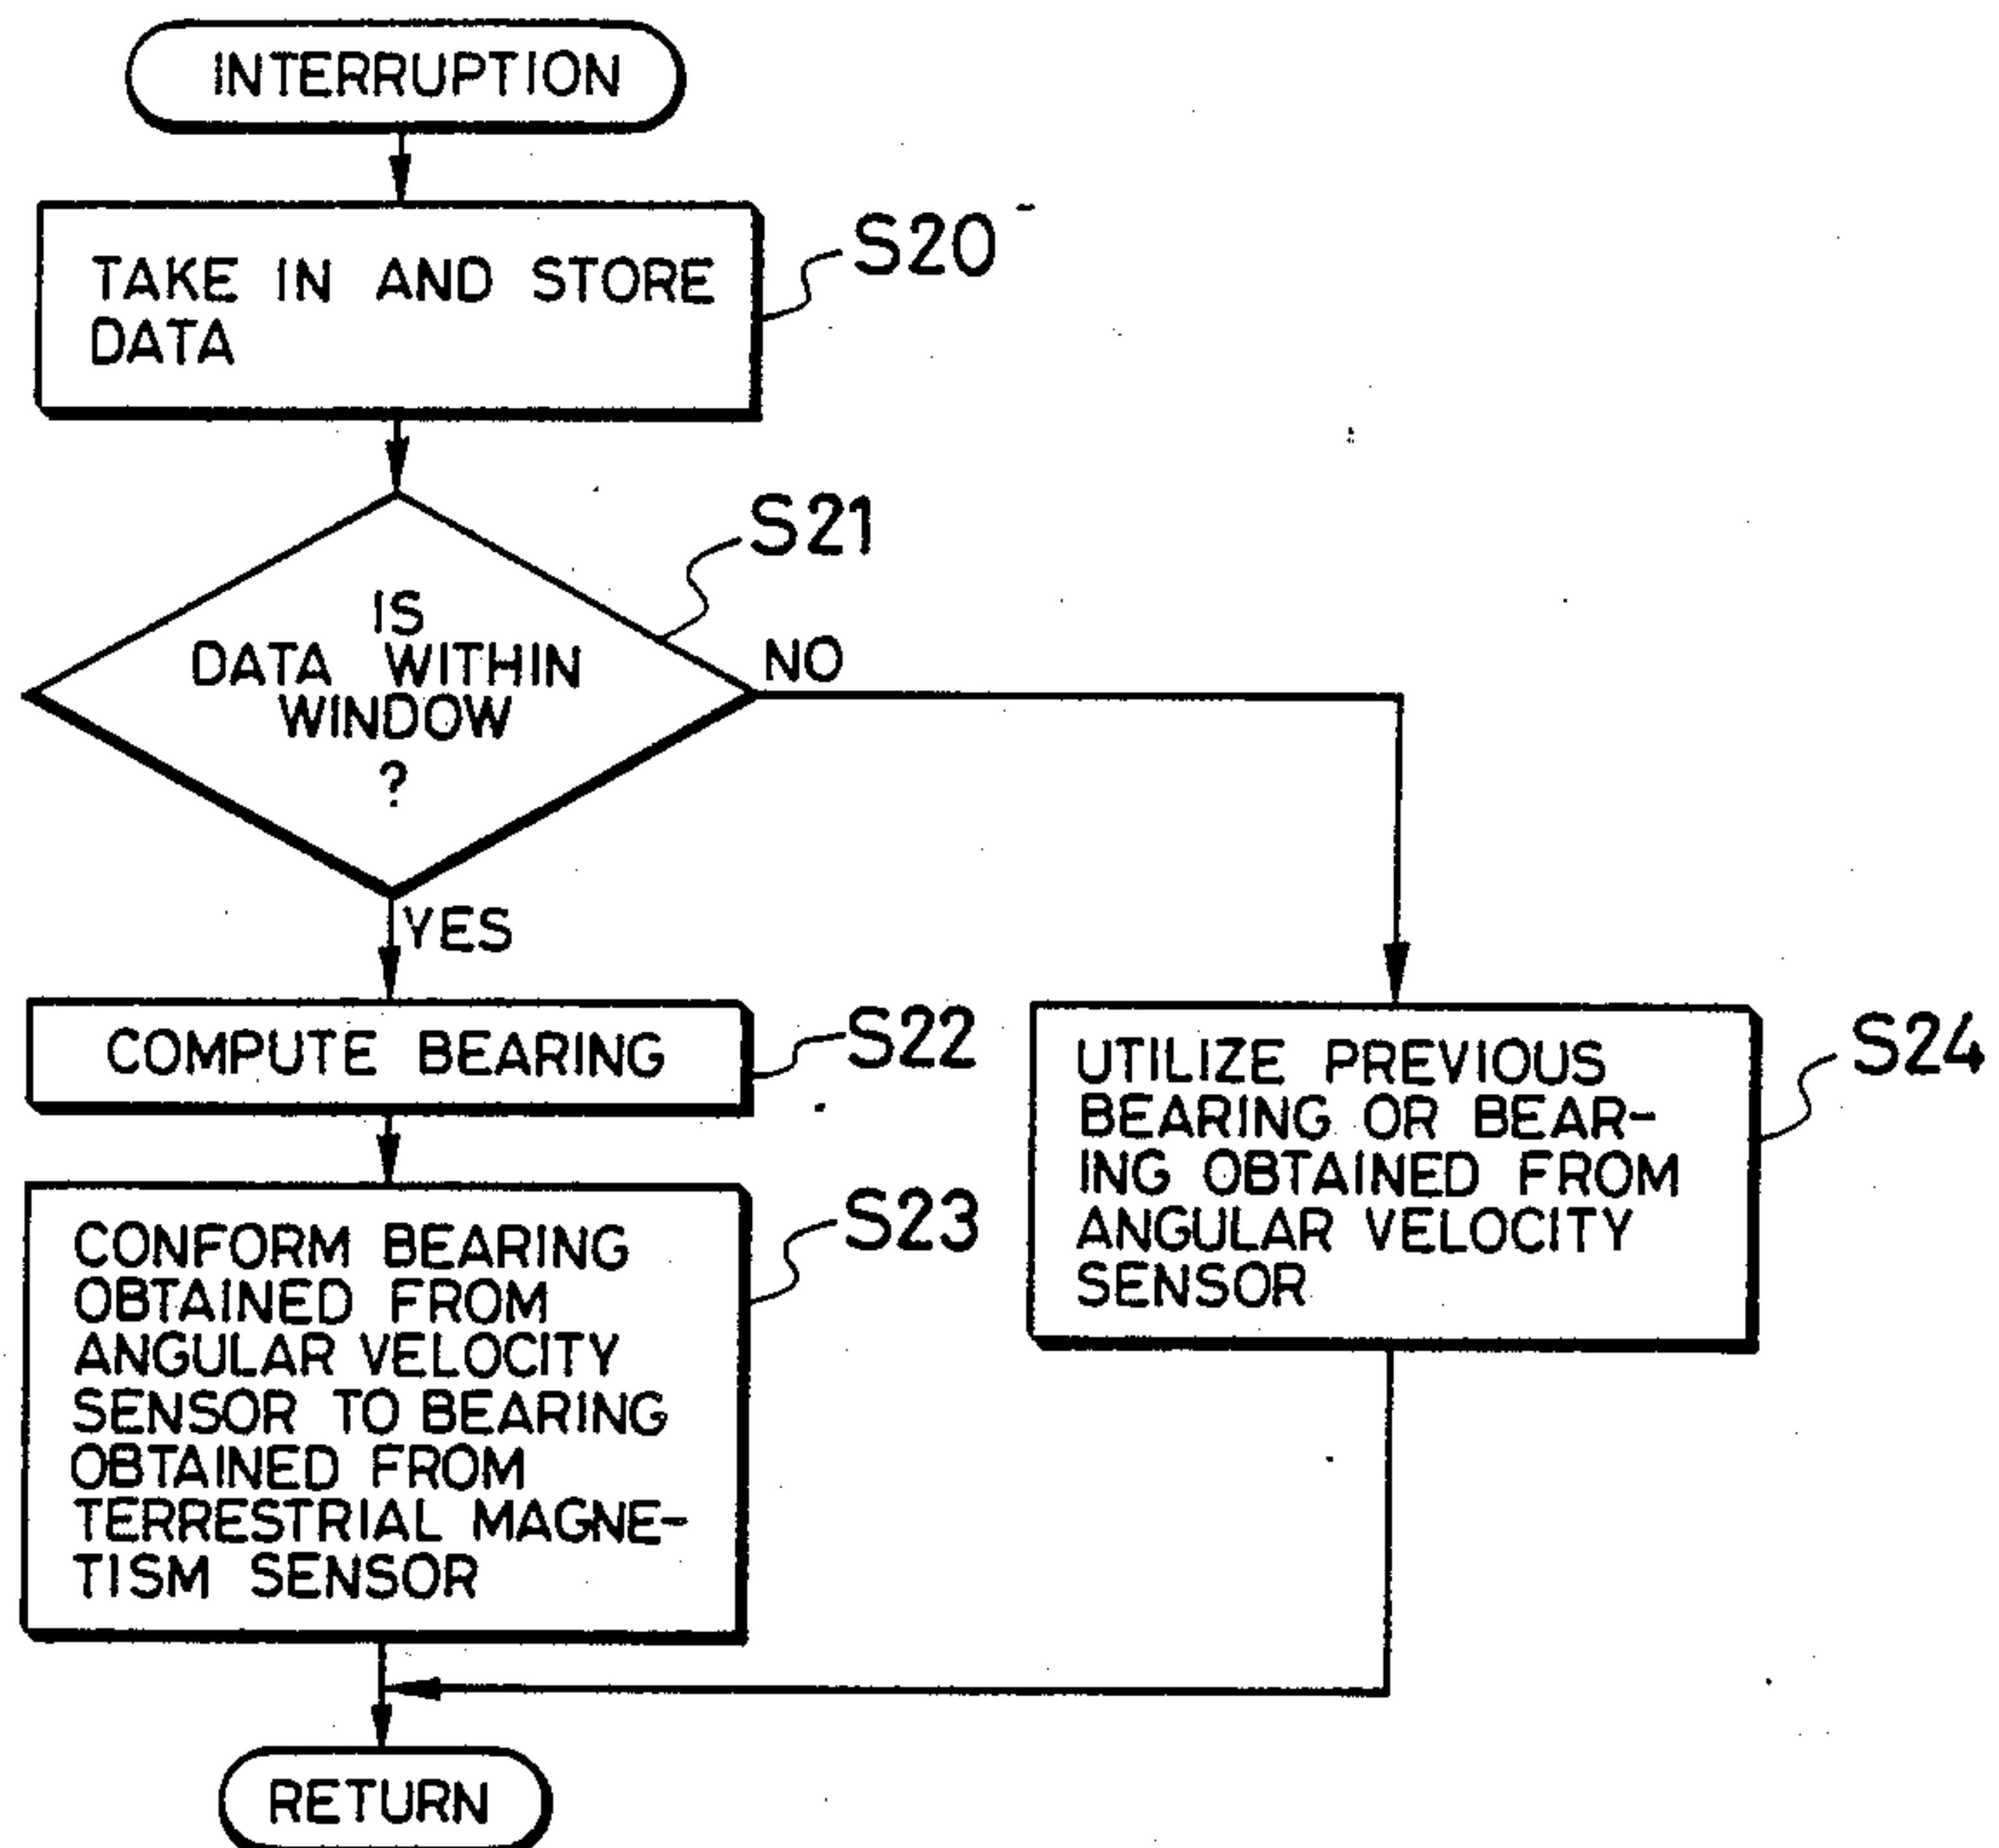 INTERRUPTION
TAKE IN AND STORE
DATA
S20
S21
IS
DATA WITHIN
WINDOW
?
NO
YES
COMPUTE BEARING
S22
CONFORM BEARING
OBTAINED FROM
ANGULAR VELOCITY
SENSOR TO BEARING
OBTAINED FROM
TERRESTRIAL MAGNE-
TISM SENSOR
S23
UTILIZE PREVIOUS
BEARING OR BEAR-
ING OBTAINED FROM
ANGULAR VELOCITY
SENSOR
S24
RETURN